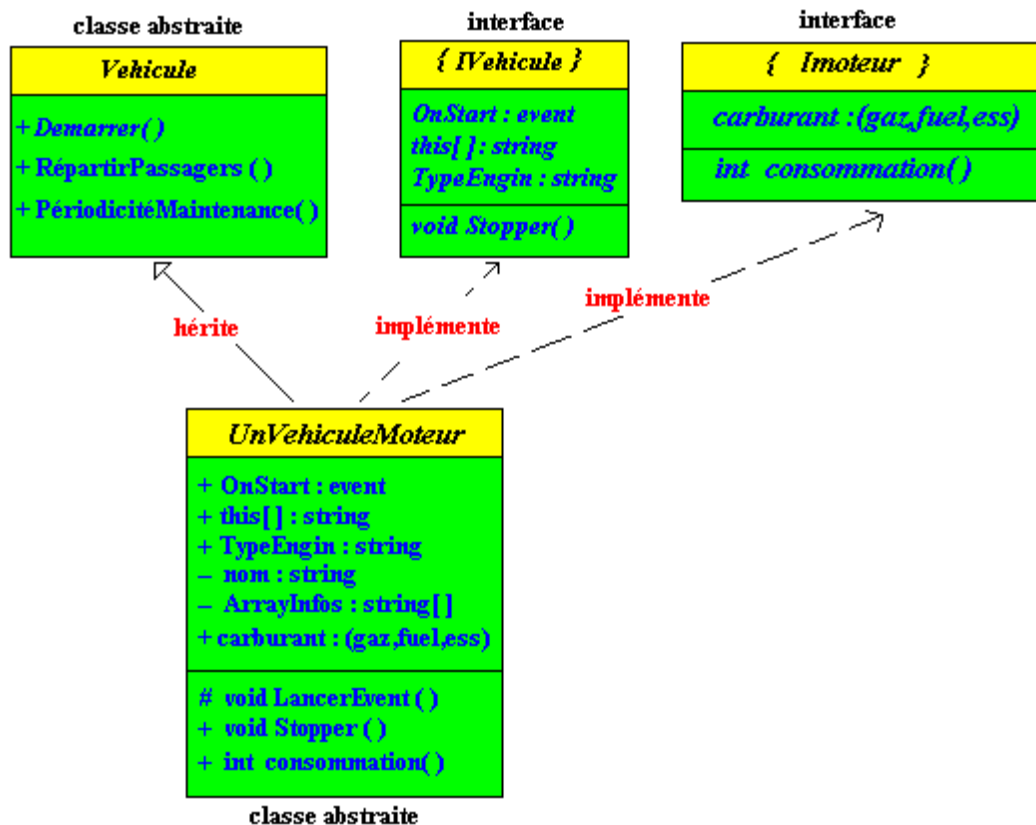 classe abstraite
Vehicule
+ Demarrer()
+ RépartirPassagers ()
+ PériodicitéMaintenance()
interface
{ IVehicule }
OnStart : event
this[ ] : string
TypeEngin : string
void Stopper()
interface
{ Imoteur }
carburant :(gaz,fuel,ess)
int consommation()
hérite
implémente
implémente
UnVehiculeMoteur
+ OnStart : event
+ this[ ] : string
+ TypeEngin : string
– nom : string
– ArrayInfos : string[ ]
+ carburant : (gaz,fuel,ess)
# void LancerEvent ( )
+ void Stopper ( )
+ int consommation( )
classe abstraite